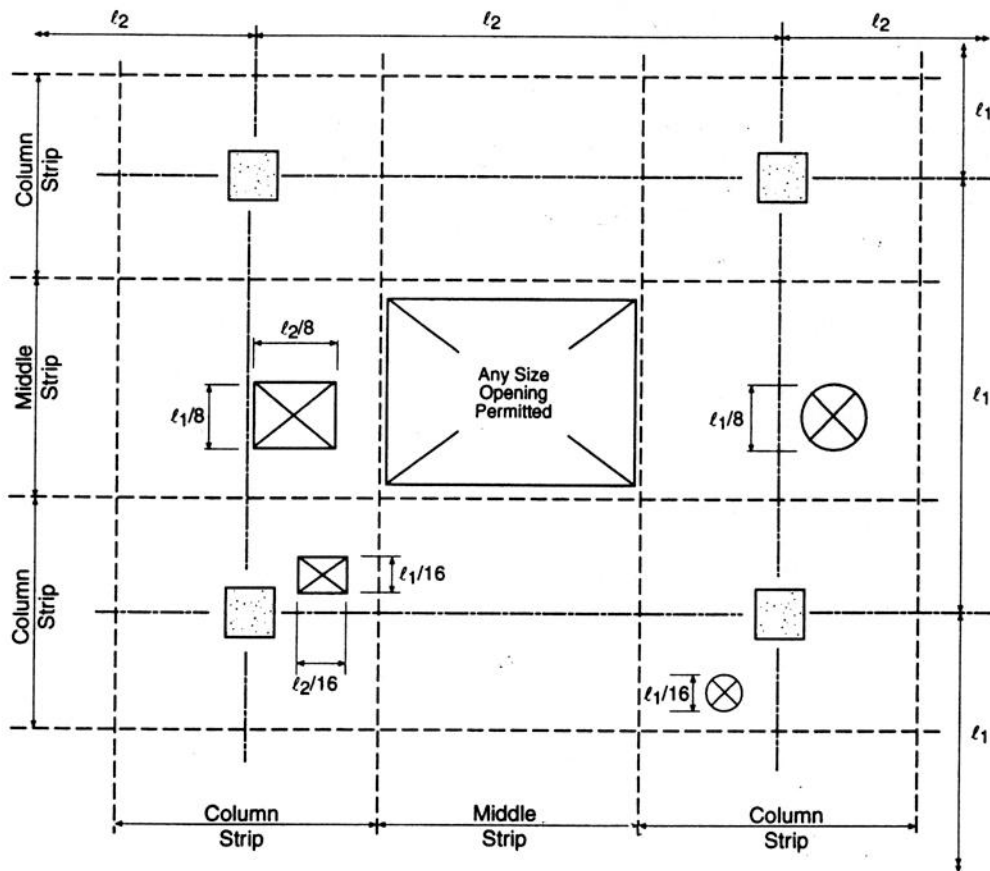 ℓ2
ℓ2
ℓ2
ℓ1
Column
Strip
ℓ2/8
Middle
Strip
ℓ1/8
Any Size
Opening
Permitted
ℓ1/8
ℓ1
Column
Strip
ℓ1/16
ℓ2/16
ℓ1/16
ℓ1
Column
Strip
Middle
Strip
Column
Strip